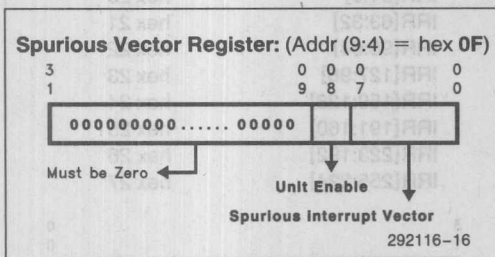 Spurious Vector Register: (Addr (9:4) = hex 0F)
3 0 0 0 0
1 9 8 7 0
000000000...... 00000
Must be Zero
Unit Enable
Spurious Interrupt Vector
292116-16